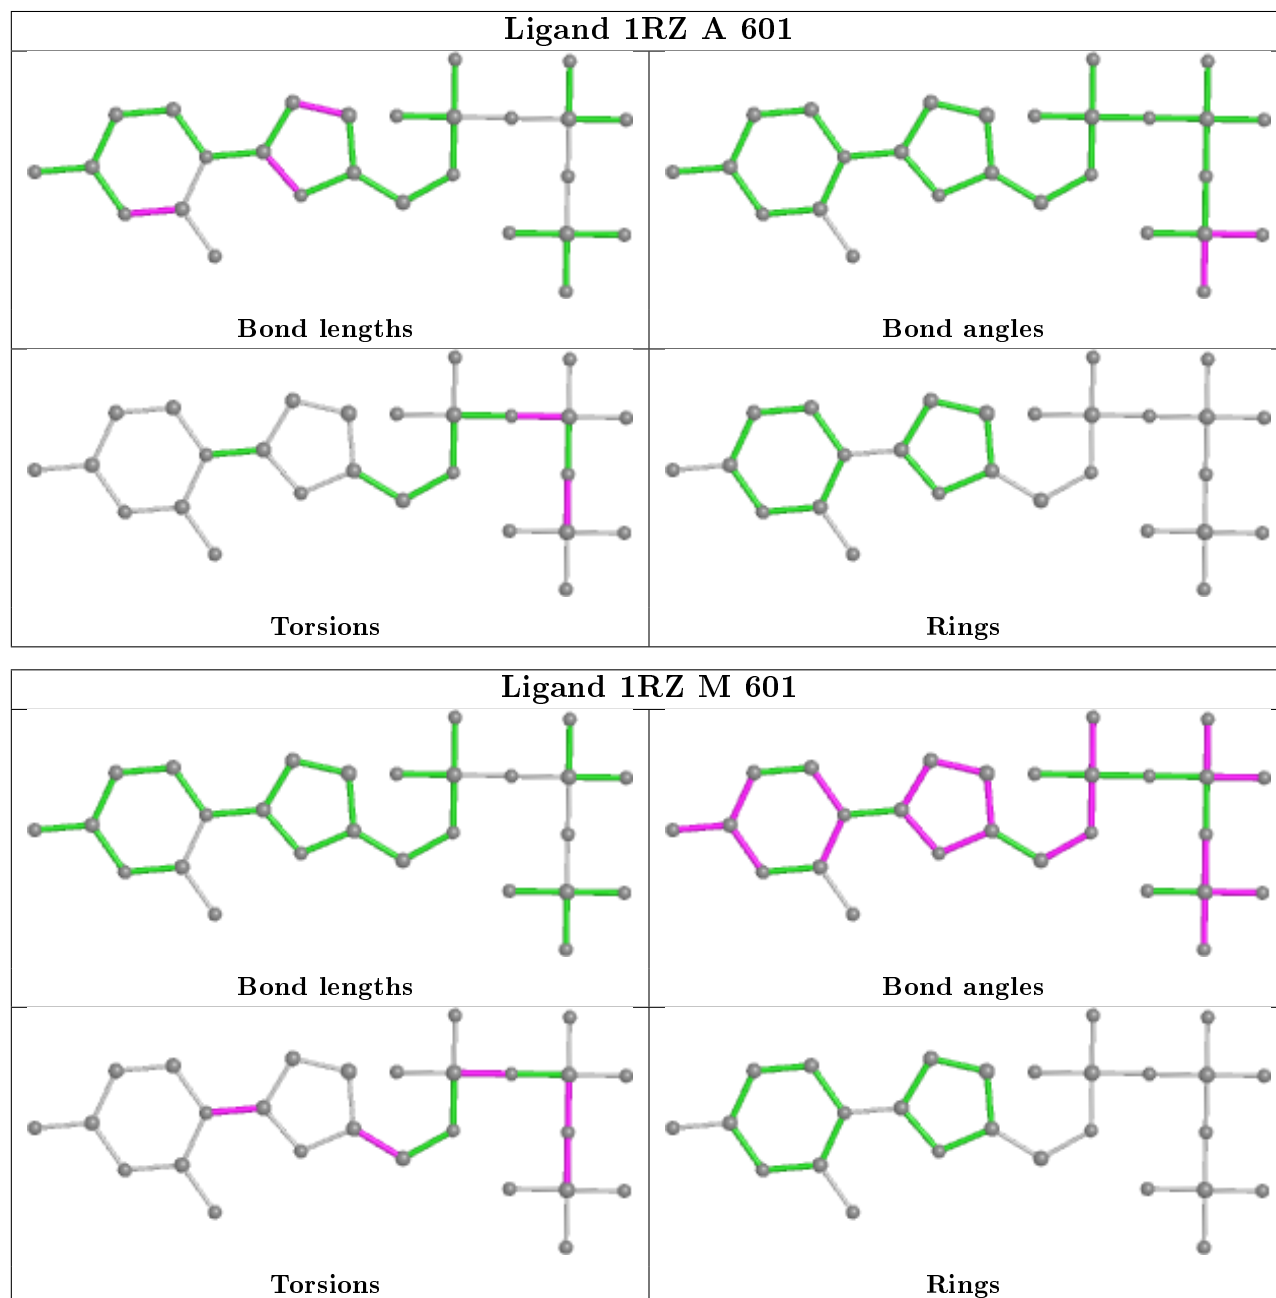 Ligand 1RZ A 601
Bond lengths
Bond angles
Torsions
Rings
Ligand 1RZ M 601
Bond lengths
Bond angles
Torsions
Rings